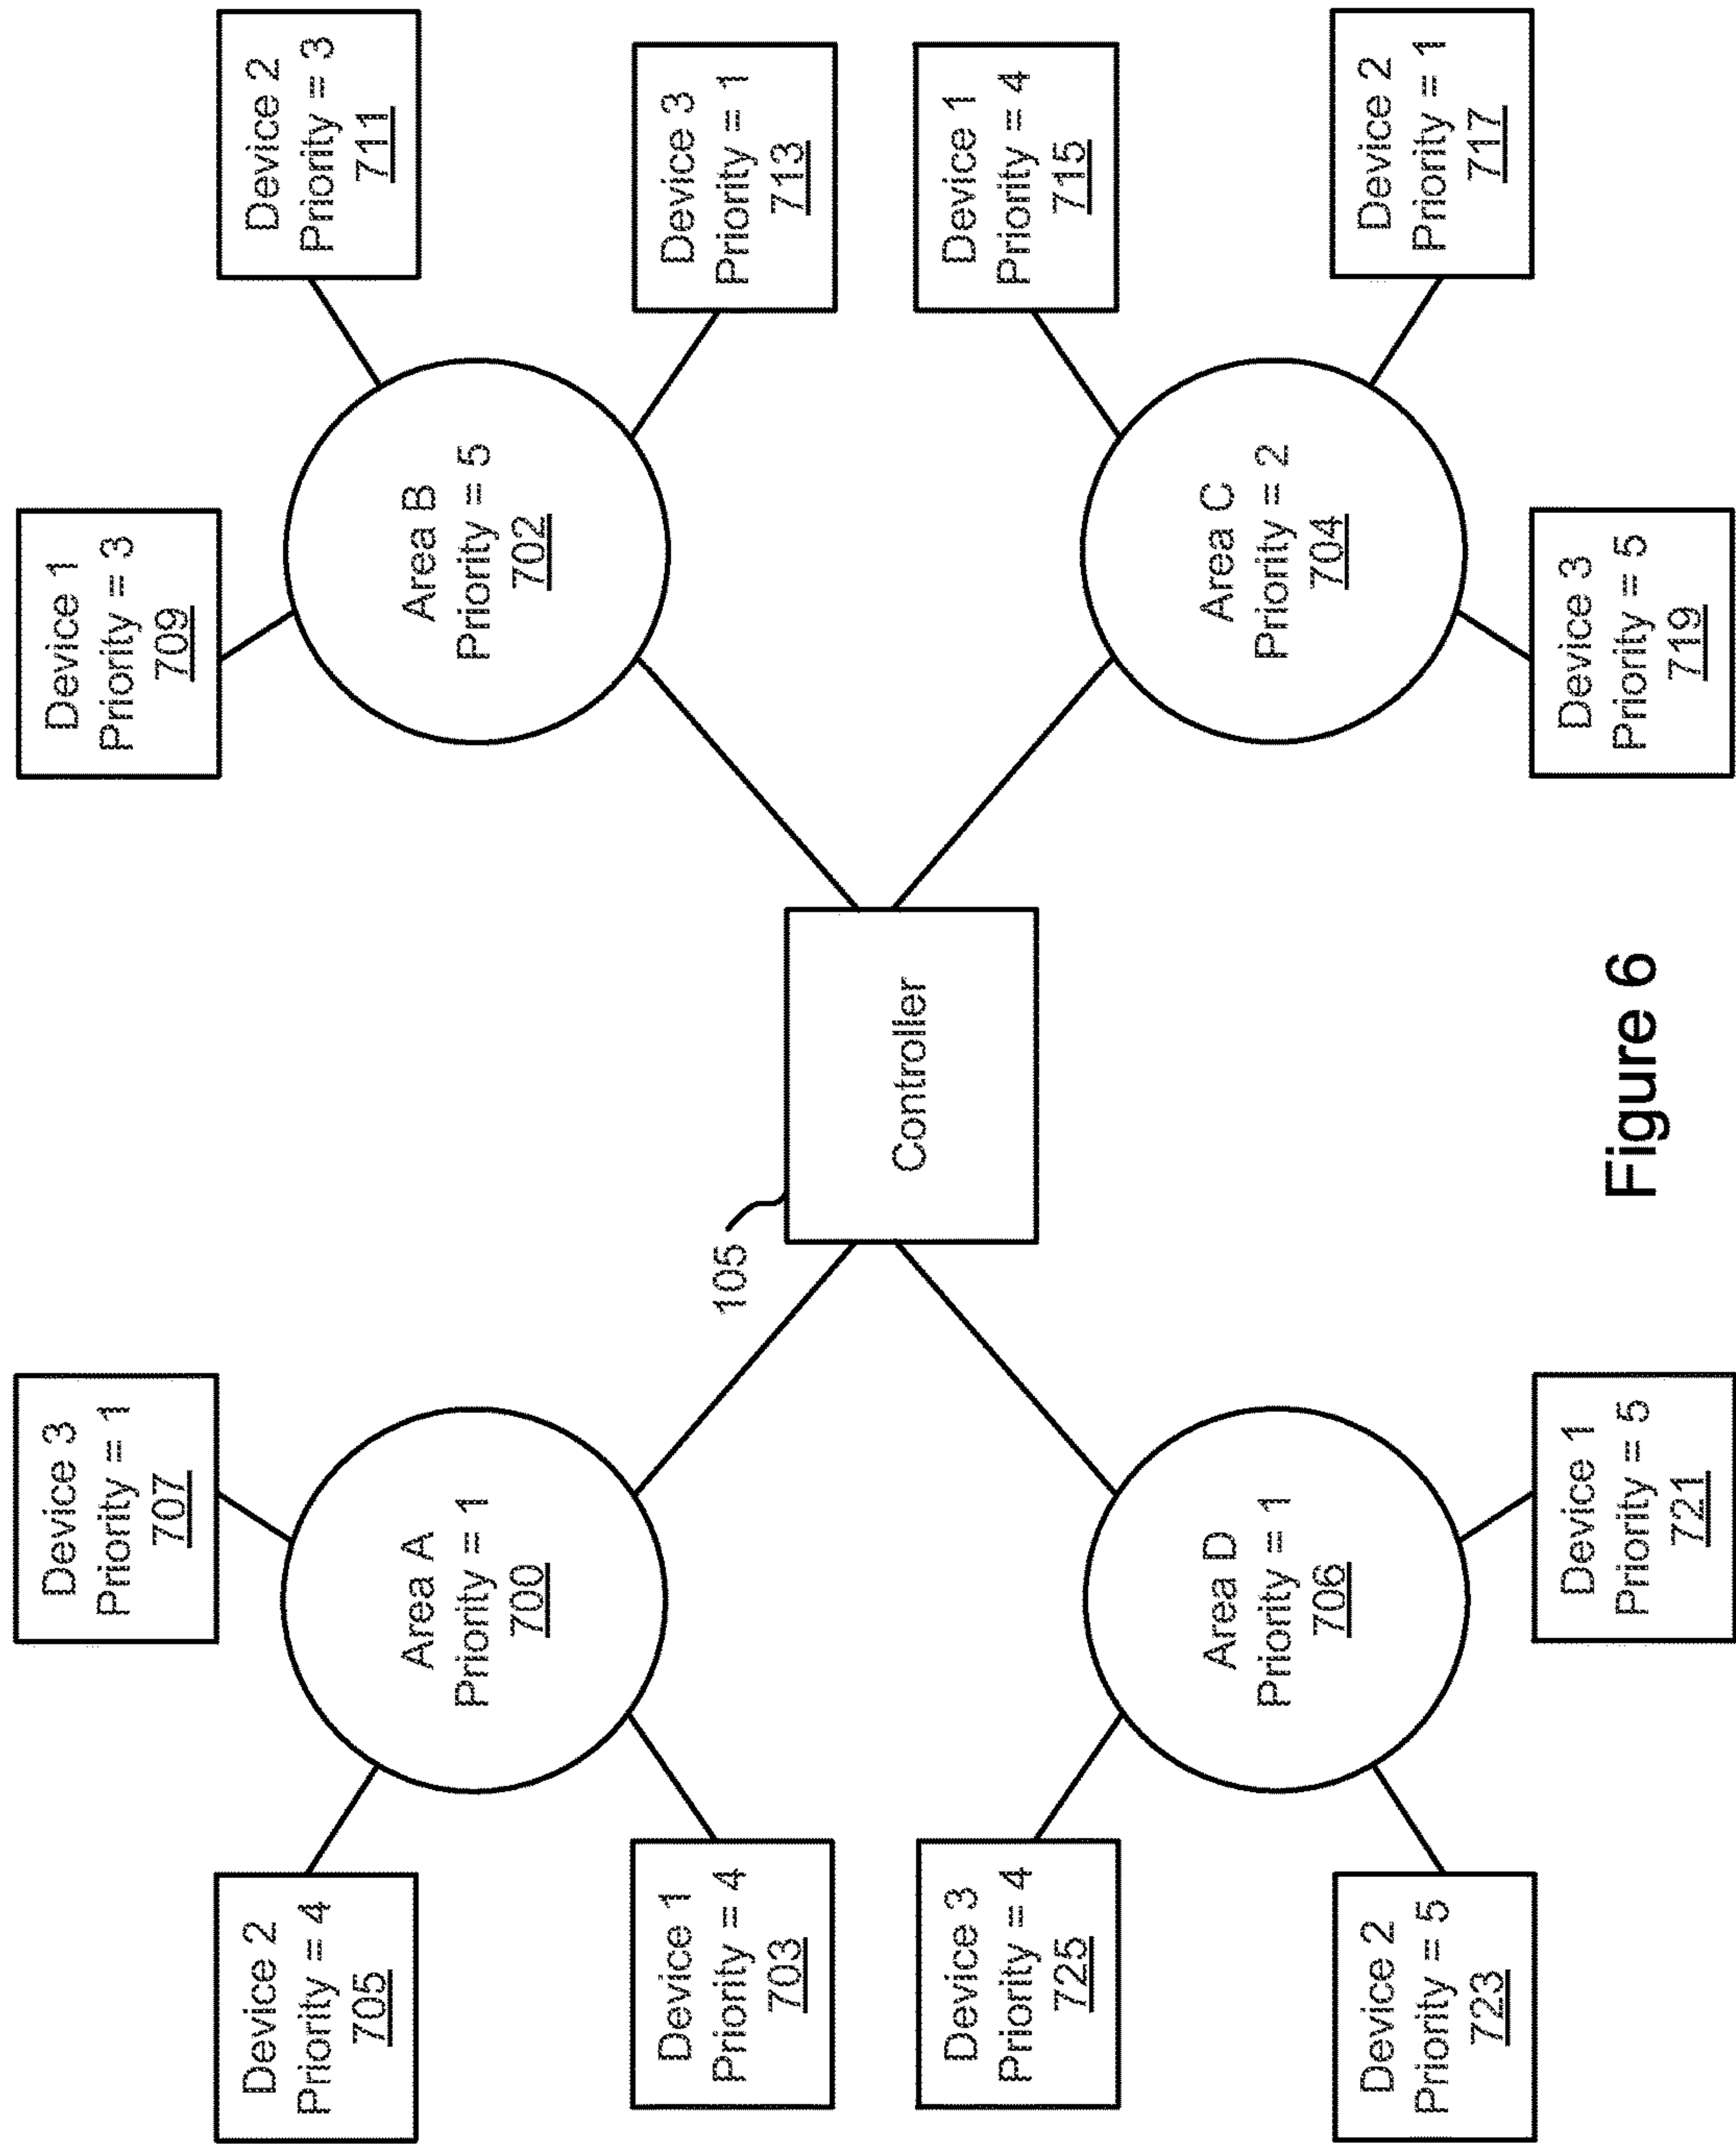 Device 2
Priority = 4
705
Device 3
Priority = 1
707
Device 1
Priority = 3
709
Device 2
Priority = 3
711
Area A
Priority = 1
700
Area B
Priority = 5
702
Device 1
Priority = 4
703
Device 3
Priority = 1
713
105
Controller
Device 3
Priority = 4
725
Device 1
Priority = 4
715
Area D
Priority = 1
706
Area C
Priority = 2
704
Device 2
Priority = 5
723
Device 1
Priority = 5
721
Device 3
Priority = 5
719
Device 2
Priority = 1
717
Figure 6